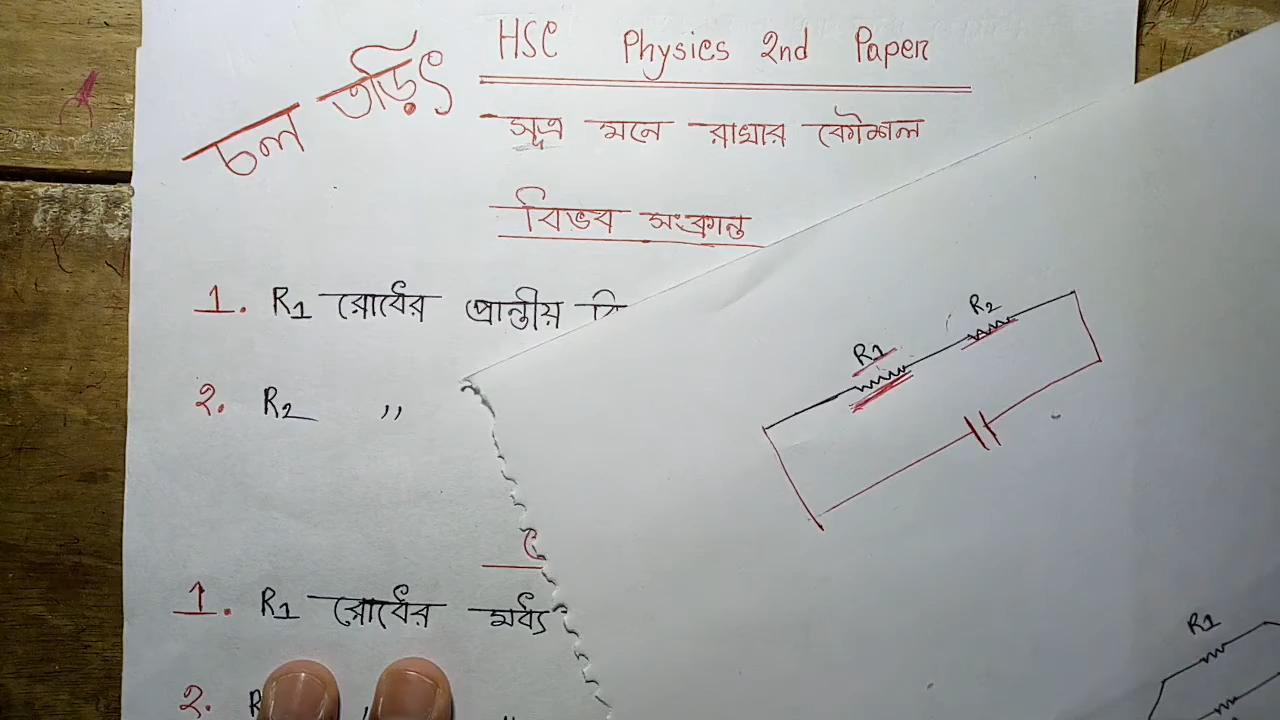 HSC Physics 2nd Paper
চল তড়িৎ
সূত্র মনে রাখার কৌশল
বিভব সংক্রান্ত
1. R1 রোধের প্রান্তীয়
2. R2 ,,
1. R1 রোধের মধ্য
2. R
R1
R2
R1